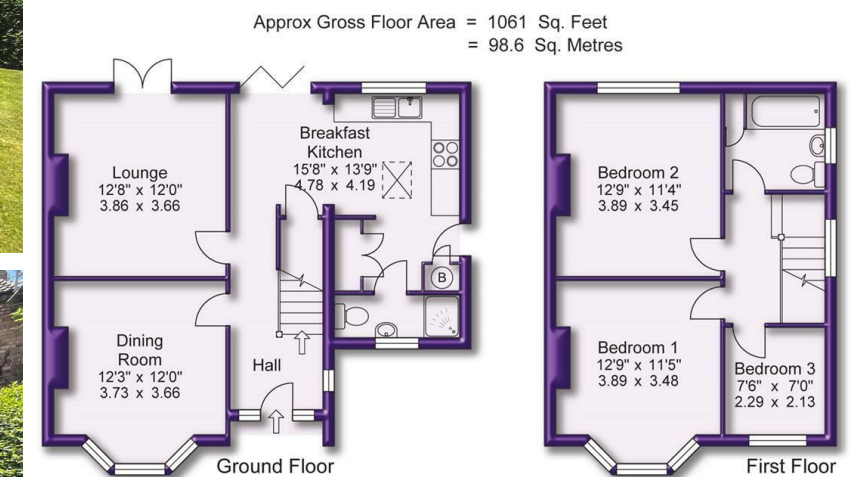 Approx Gross Floor Area = 1061 Sq. Feet
= 98.6 Sq. Metres
Lounge
12'8" x 12'0"
3.86 x 3.66
Breakfast
Kitchen
15'8" x 13'9"
4.78 x 4.19
B
Dining
Room
12'3" x 12'0"
3.73 x 3.66
Hall
Ground Floor
Bedroom 2
12'9" x 11'4"
3.89 x 3.45
Bedroom 1
12'9" x 11'5"
3.89 x 3.48
Bedroom 3
7'6" x 7'0"
2.29 x 2.13
First Floor